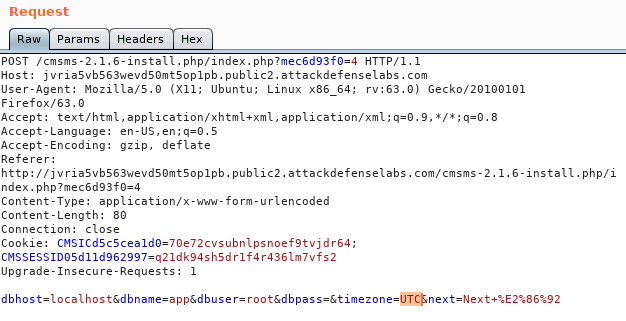 Request
Raw Params Headers Hex
POST /cmsms-2.1.6-install.php/index.php?mec6d93f0=4 HTTP/1.1
Host: jvria5vb563wevd50mt5op1pb.public2.attackdefenselabs.com
User-Agent: Mozilla/5.0 (X11; Ubuntu; Linux x86_64; rv:63.0) Gecko/20100101
Firefox/63.0
Accept: text/html,application/xhtml+xml,application/xml;q=0.9,*/*;q=0.8
Accept-Language: en-US,en;q=0.5
Accept-Encoding: gzip, deflate
Referer:
http://jvria5vb563wevd50mt5op1pb.public2.attackdefenselabs.com/cmsms-2.1.6-install.php/i
ndex.php?mec6d93f0=4
Content-Type: application/x-www-form-urlencoded
Content-Length: 80
Connection: close
Cookie: CMSICd5c5cea1d0=70e72cvsubnlpsnoef9tvjdr64;
CMSSESSID05d11d962997=q21dk94sh5dr1f4r436lm7vfs2
Upgrade-Insecure-Requests: 1
dbhost=localhost&dbname=app&dbuser=root&dbpass=&timezone=UTC&next=Next+%E2%86%92